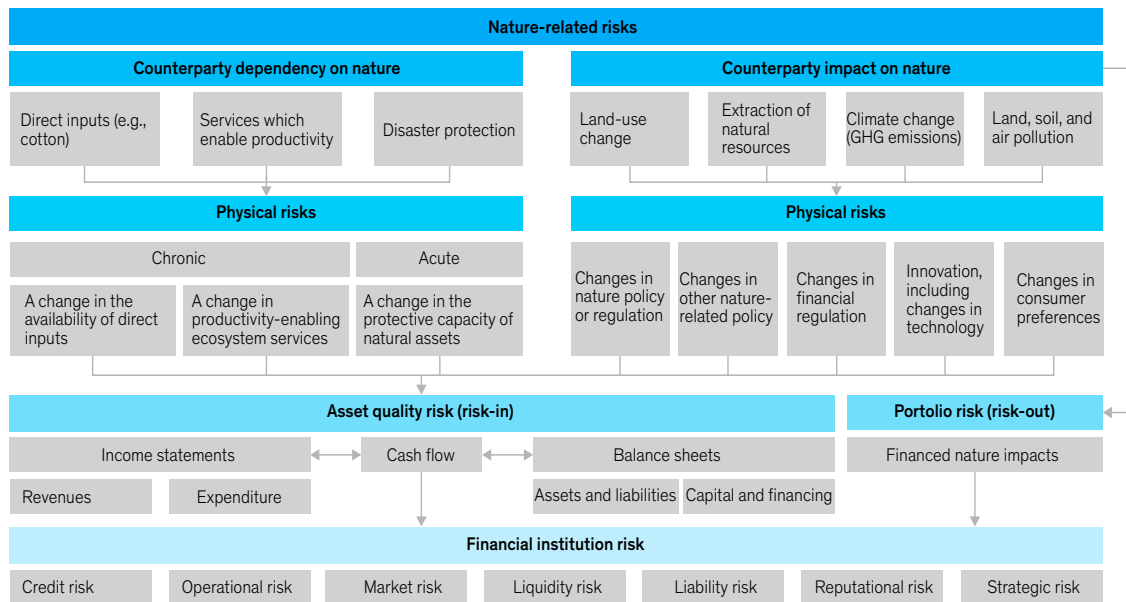 Nature-related risks
Counterparty dependency on nature
Counterparty impact on nature
Direct inputs (e.g.,
cotton)
Services which
enable productivity
Disaster protection
Land-use
change
Extraction of
natural
resources
Climate change
(GHG emissions)
Land, soil, and
air pollution
Physical risks
Physical risks
Chronic
Acute
A change in the
availability of direct
inputs
A change in
productivity-enabling
ecosystem services
A change in the
protective capacity of
natural assets
Changes in
nature policy
or regulation
Changes in
other nature-
related policy
Changes in
financial
regulation
Innovation,
including
changes in
technology
Changes in
consumer
preferences
Asset quality risk (risk-in)
Portolio risk (risk-out)
Income statements
Cash flow
Balance sheets
Financed nature impacts
Revenues
Expenditure
Assets and liabilities
Capital and financing
Financial institution risk
Credit risk
Operational risk
Market risk
Liquidity risk
Liability risk
Reputational risk
Strategic risk